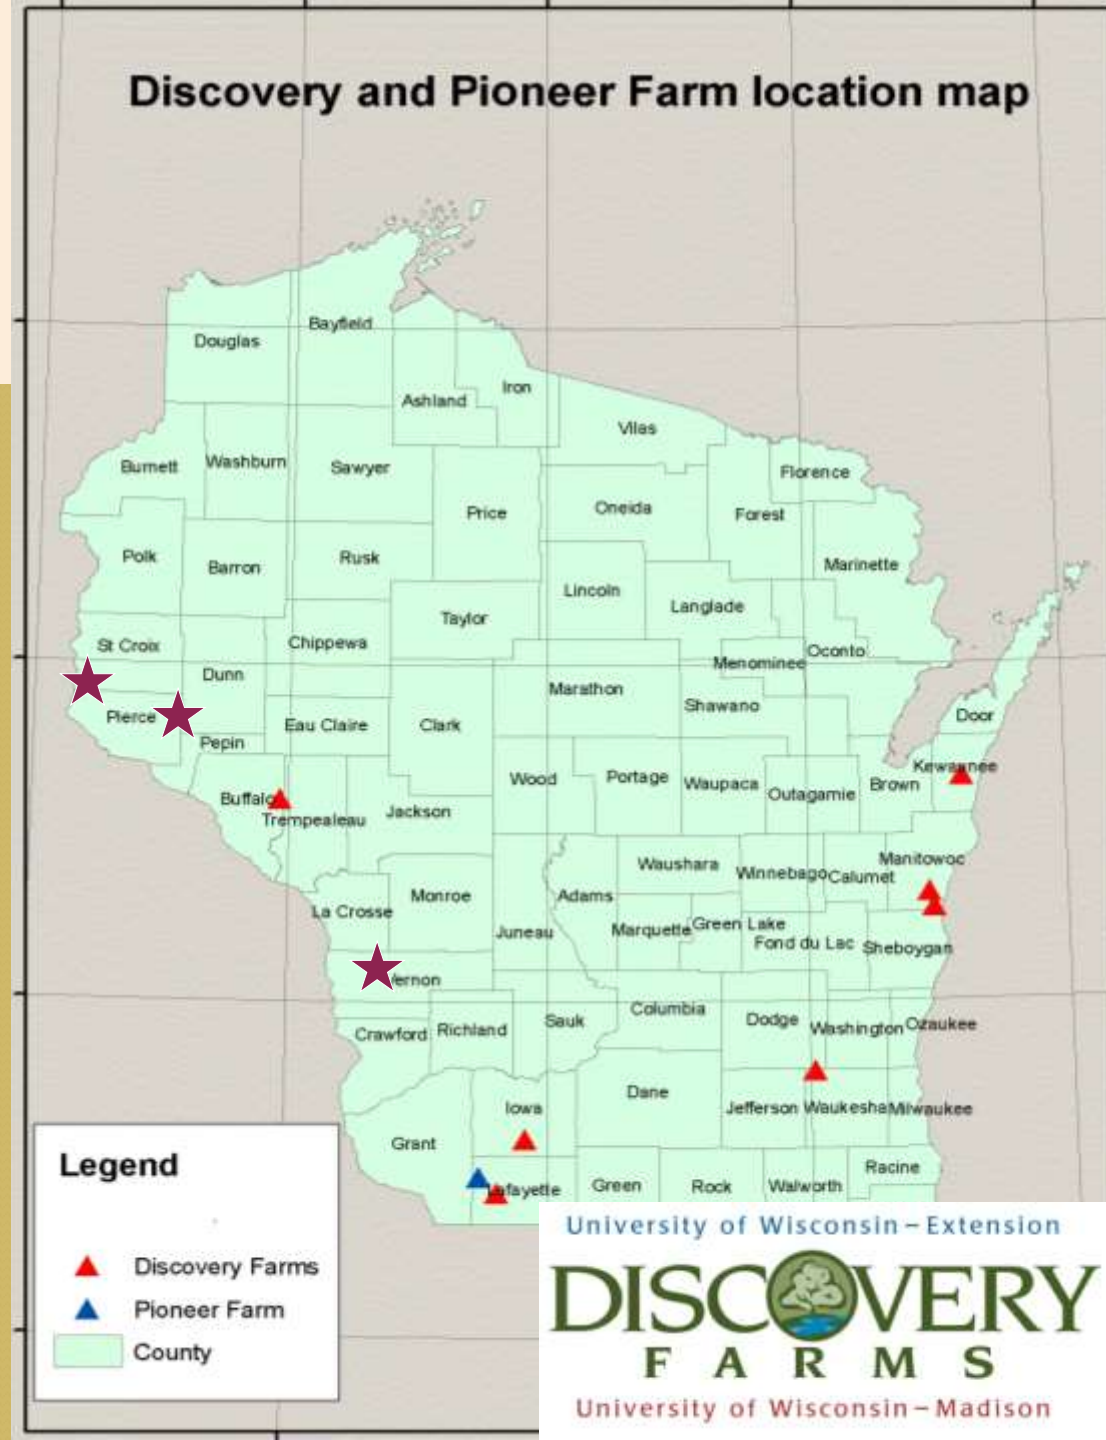 Discovery and Pioneer Farm location map
Bayfield
Douglas
Iron
Ashland
Vilas
Burnett
Washburn
Sawyer
Florence
Price
Oneida
Forest
Polk
Barron
Rusk
Marinette
Lincoln
Langlade
Taylor
St Croix
Chippewa
Oconto
Menominee
Dunn
Marathon
Shawano
Pierce
Door
Eau Claire
Clark
Pepin
Kewaunee
Wood
Portage
Waupaca
Brown
Outagamie
Buffalo
Jackson
Trempealeau
Manitowoc
Waushara
Winnebago
Calumet
Monroe
Adams
La Crosse
Green Lake
Marquette
Juneau
Fond du Lac
Sheboygan
Vernon
Columbia
Sauk
Dodge
Washington
Ozaukee
Richland
Crawford
Dane
Iowa
Jefferson
Waukesha
Milwaukee
Grant
Racine
Lafayette
Green
Rock
Walworth
Legend
Discovery Farms
Pioneer Farm
County
University of Wisconsin–Extension
DISCOVERY
FARMS
University of Wisconsin–Madison